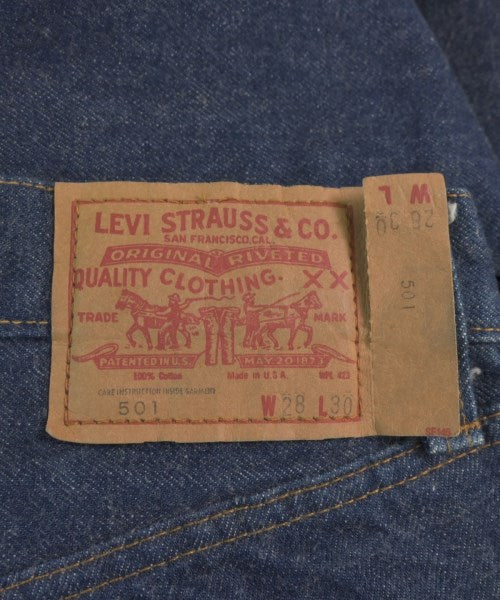 LEVI STRAUSS & CO.
SAN FRANCISCO, CAL.
ORIGINAL RIVETED
QUALITY CLOTHING. XX
TRADE MARK
PATENTED IN U.S. MAY 20 1873
100% Cotton Made in U.S.A. WPL 423
CARE INSTRUCTION INSIDE GARMENT
501 W 28 L 30
W L
28 30
501